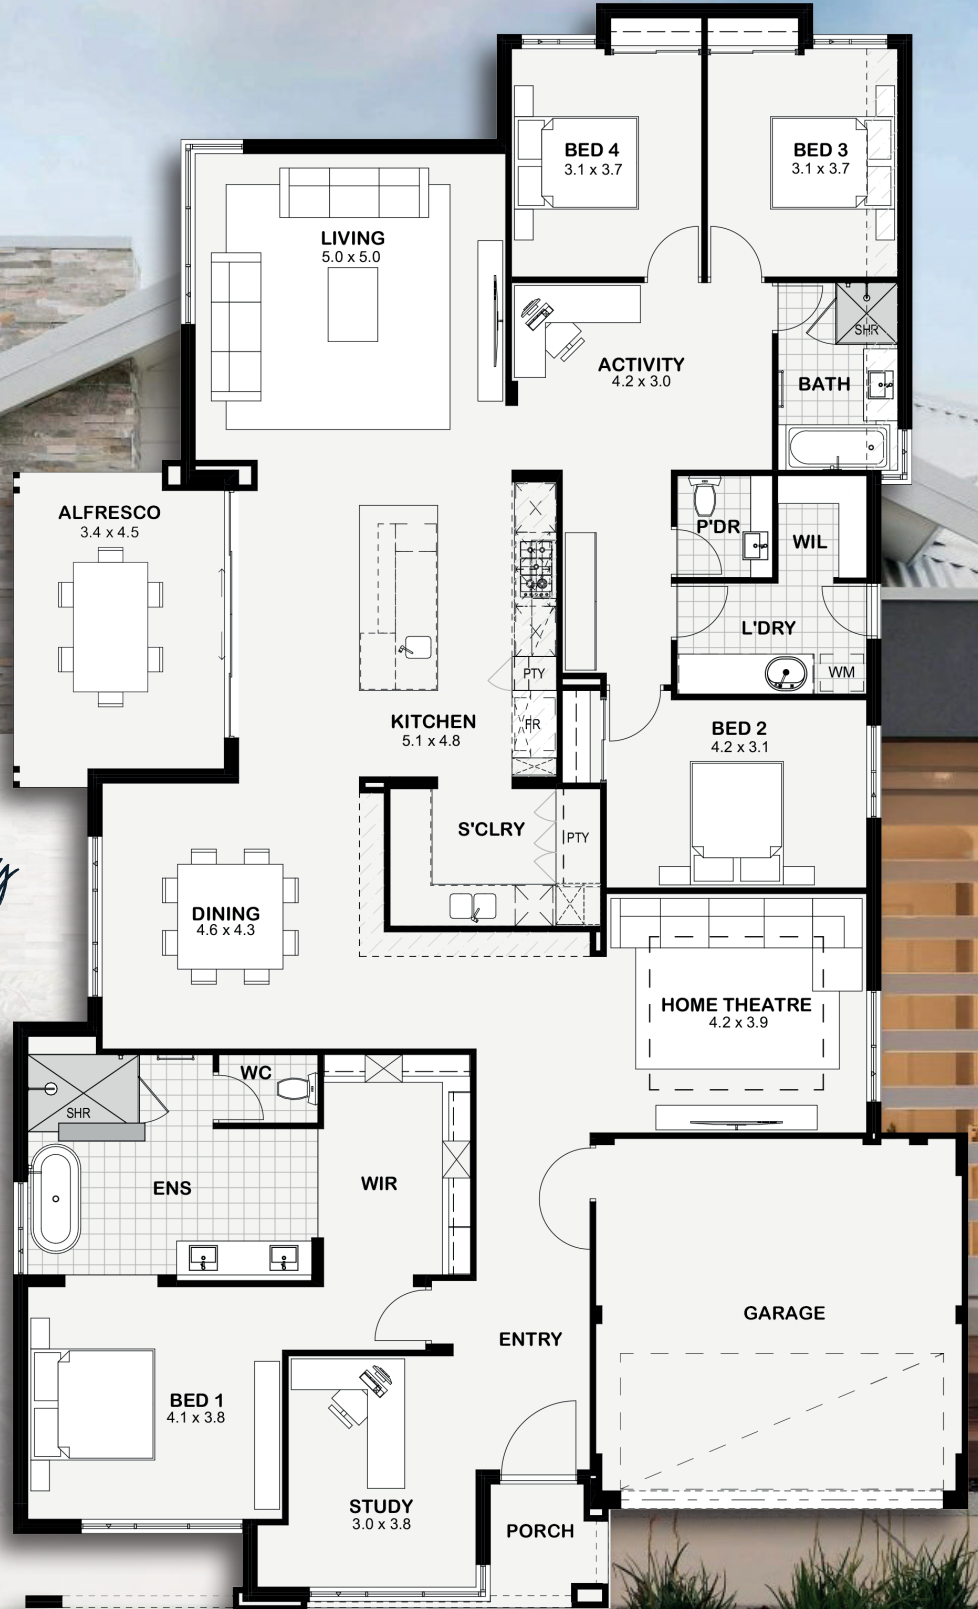 BED 4
3.1 x 3.7
BED 3
3.1 x 3.7
LIVING
5.0 x 5.0
SHR
ACTIVITY
4.2 x 3.0
BATH
ALFRESCO
3.4 x 4.5
P'DR
WIL
L'DRY
WM
PTY
FR
KITCHEN
5.1 x 4.8
BED 2
4.2 x 3.1
S'CLRY
PTY
DINING
4.6 x 4.3
HOME THEATRE
4.2 x 3.9
WC
SHR
ENS
WIR
GARAGE
ENTRY
BED 1
4.1 x 3.8
STUDY
3.0 x 3.8
PORCH